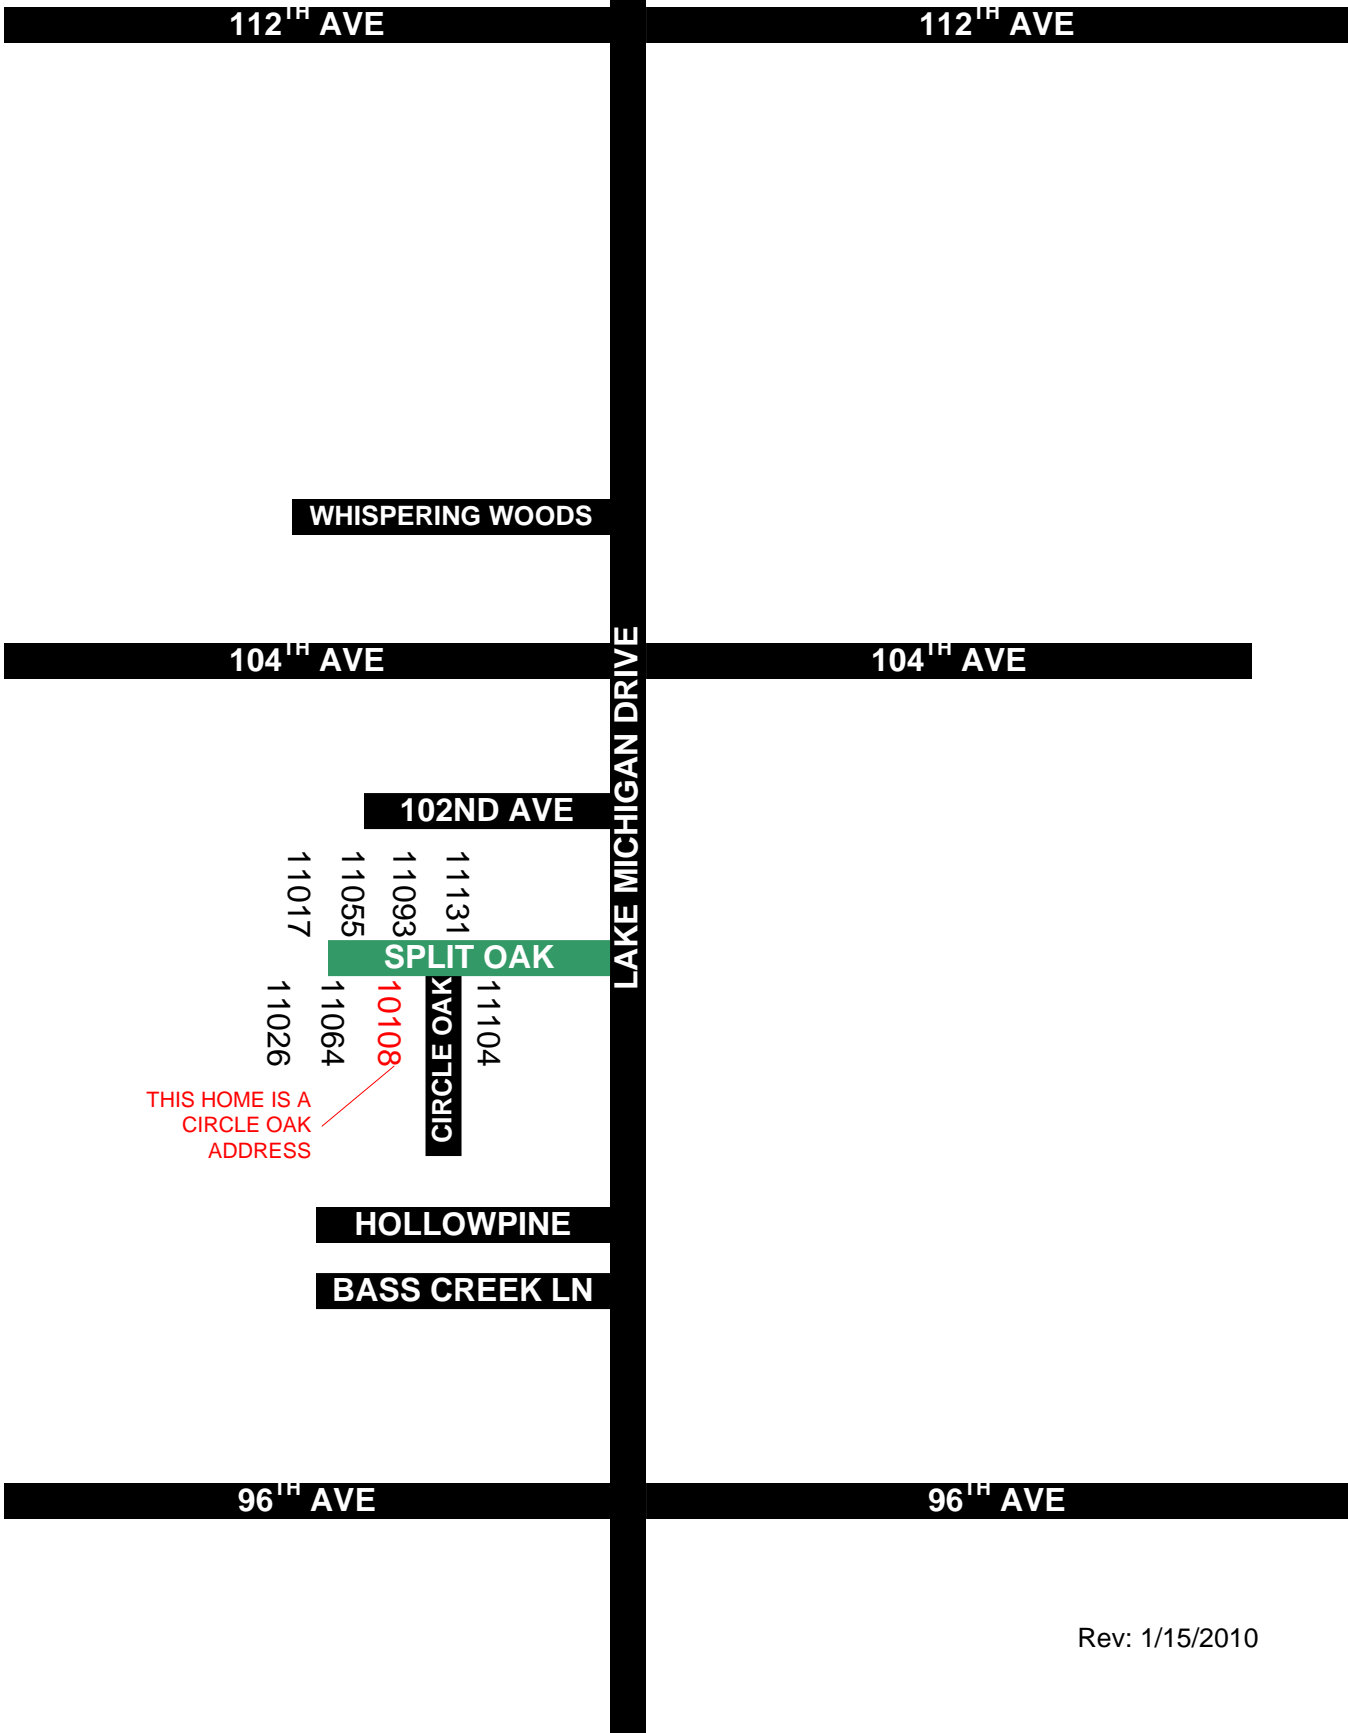 112TH AVE
112TH AVE
WHISPERING WOODS
104TH AVE
104TH AVE
LAKE MICHIGAN DRIVE
102ND AVE
11017
11055
11093
11131
SPLIT OAK
11026
11064
10108
CIRCLE OAK
11104
THIS HOME IS A
CIRCLE OAK
ADDRESS
HOLLOWPINE
BASS CREEK LN
96TH AVE
96TH AVE
Rev: 1/15/2010